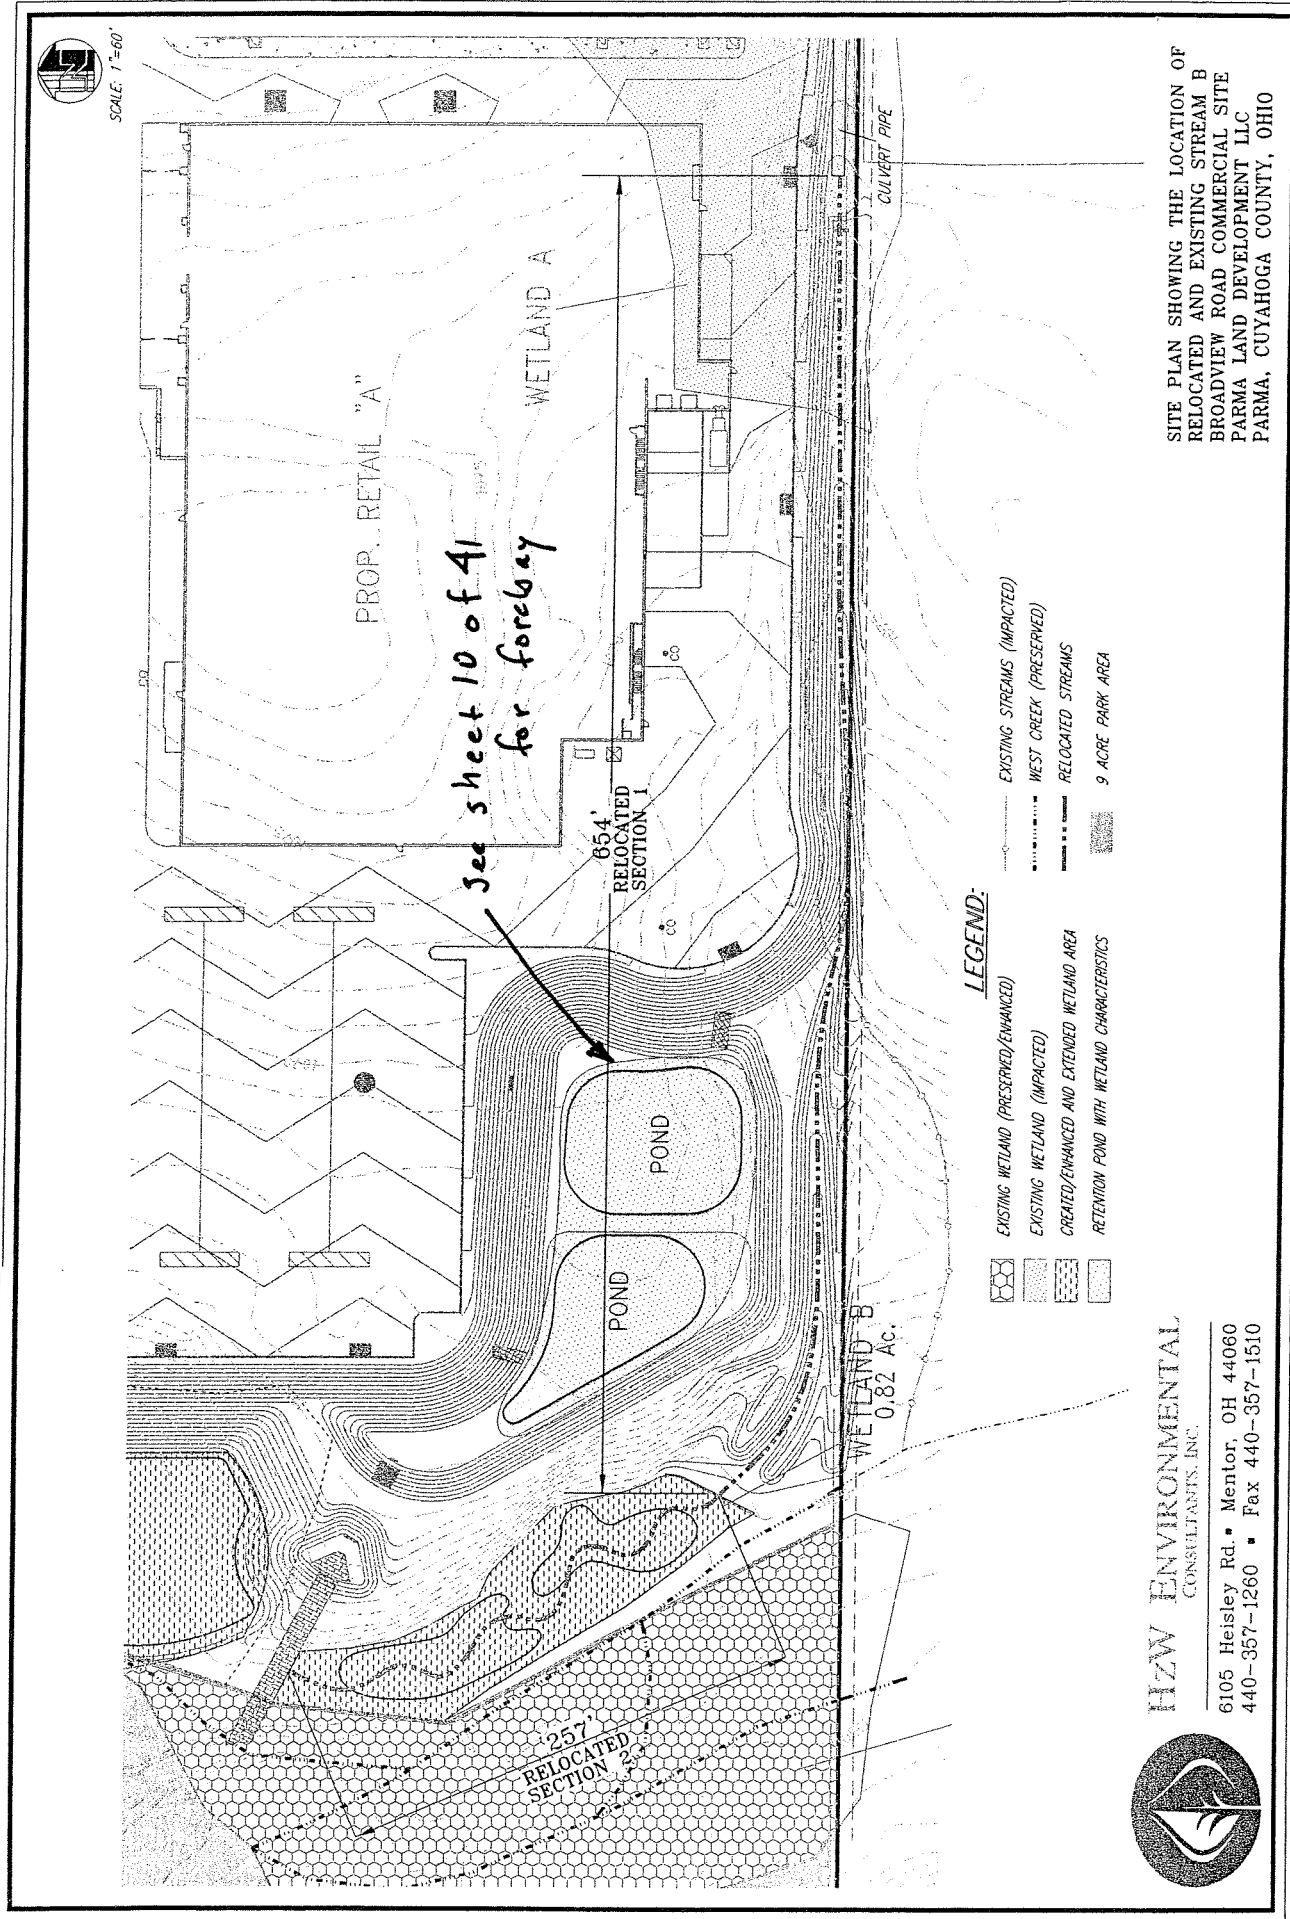 SCALE: 1"=60'
PROP. RETAIL "A"
WETLAND A
see sheet 10 of 41
for forebay
CULVERT PIPE
CO
CO
CO
654'
RELOCATED
SECTION 1
POND
POND
WETLAND B
0.82 AC.
257'
RELOCATED
SECTION 2
LEGEND:
EXISTING WETLAND (PRESERVED/ENHANCED)
EXISTING WETLAND (IMPACTED)
CREATED/ENHANCED AND EXTENDED WETLAND AREA
RETENTION POND WITH WETLAND CHARACTERISTICS
EXISTING STREAMS (IMPACTED)
WEST CREEK (PRESERVED)
RELOCATED STREAMS
9 ACRE PARK AREA
HZW ENVIRONMENTAL
CONSULTANTS, INC.
6105 Heisley Rd. ▪ Mentor, OH 44060
440-357-1260 ▪ Fax 440-357-1510
SITE PLAN SHOWING THE LOCATION OF
RELOCATED AND EXISTING STREAM B
BROADVIEW ROAD COMMERCIAL SITE
PARMA LAND DEVELOPMENT LLC
PARMA, CUYAHOGA COUNTY, OHIO